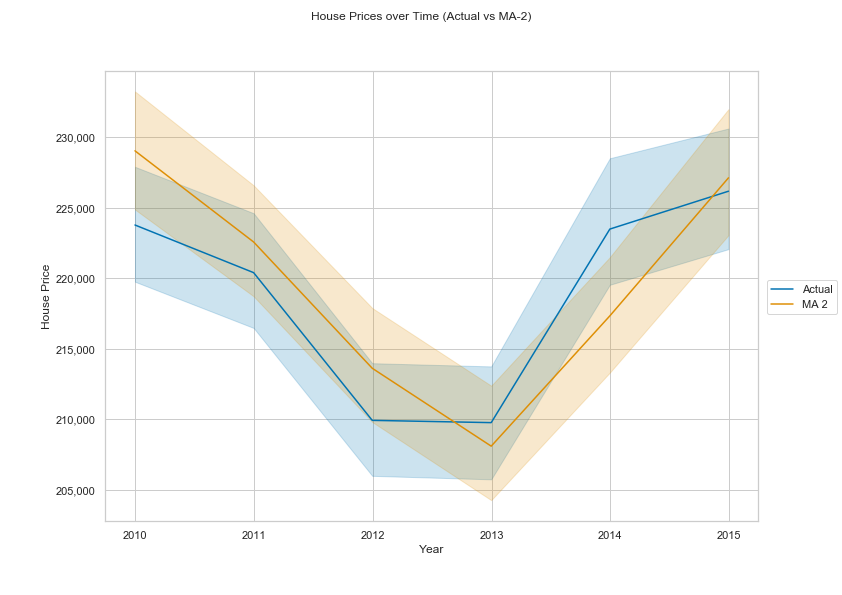 House Prices over Time (Actual vs MA-2)
House Price
230,000
225,000
220,000
215,000
210,000
205,000
2010 2011 2012 2013 2014 2015
Year
Actual
MA 2